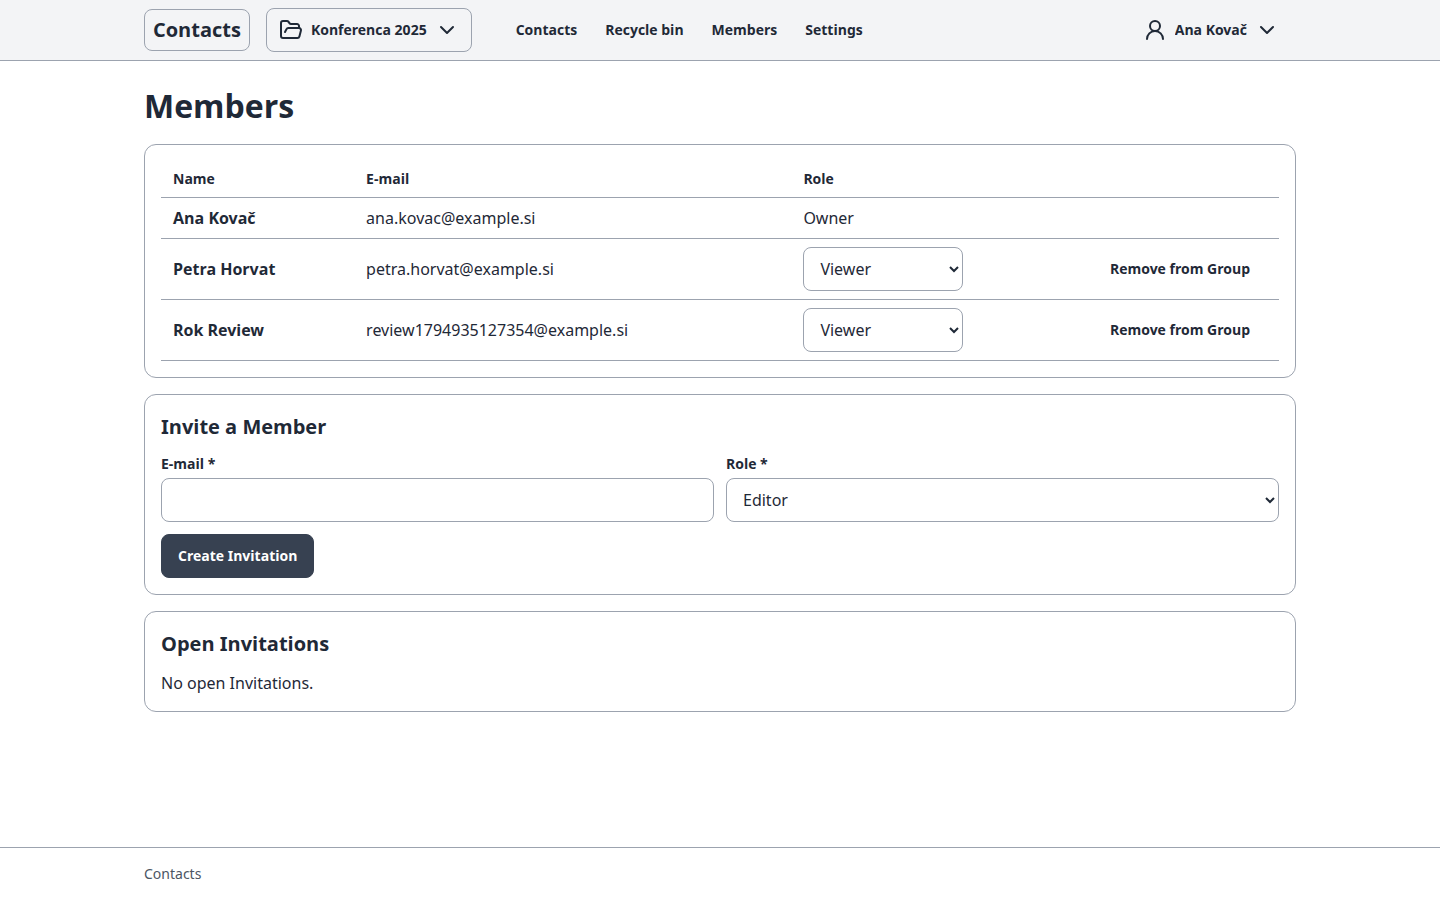 Contacts Konferenca 2025 Contacts Recycle bin Members Settings Ana Kovač
Members
Name E-mail Role
Ana Kovač ana.kovac@example.si Owner
Petra Horvat petra.horvat@example.si Viewer Remove from Group
Rok Review review1794935127354@example.si Viewer Remove from Group
Invite a Member
E-mail * Role *
Editor
Create Invitation
Open Invitations
No open Invitations.
Contacts